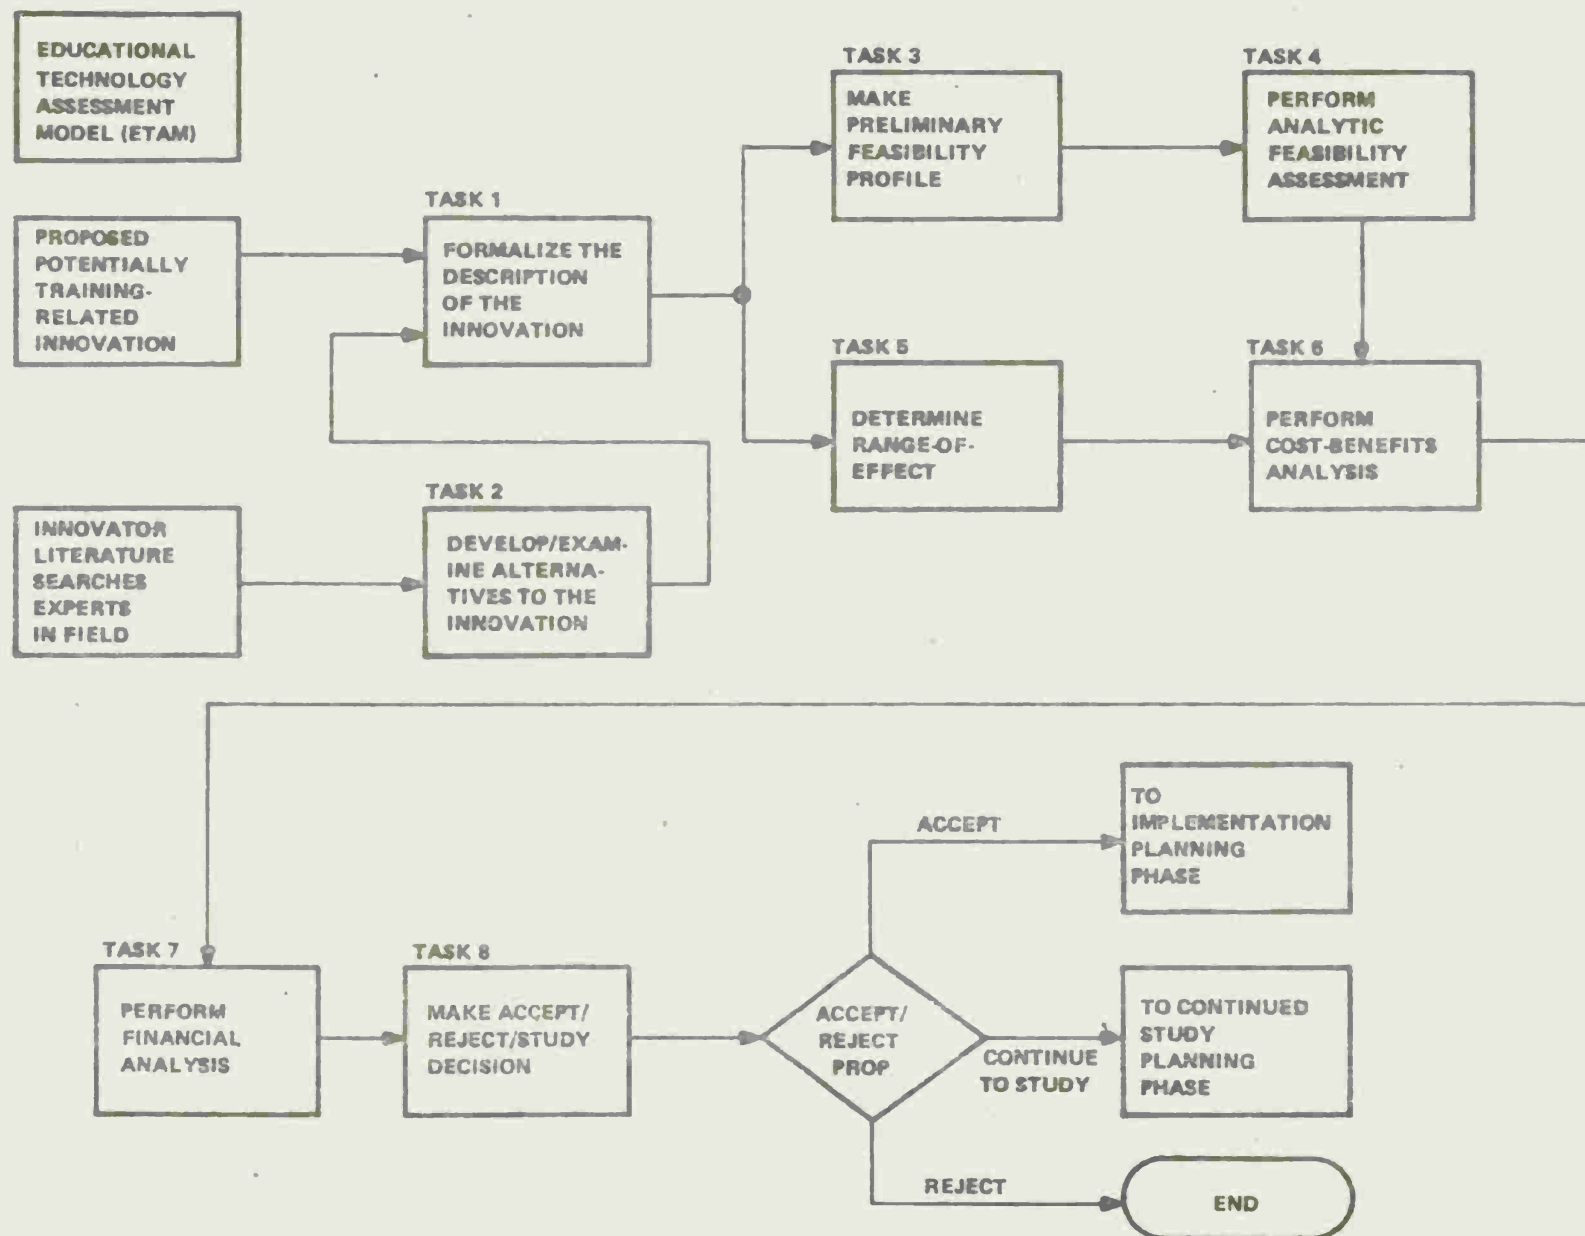 EDUCATIONAL
TECHNOLOGY
ASSESSMENT
MODEL (ETAM)
PROPOSED
POTENTIALLY
TRAINING-
RELATED
INNOVATION
TASK 1
FORMALIZE THE
DESCRIPTION
OF THE
INNOVATION
INNOVATOR
LITERATURE
SEARCHES
EXPERTS
IN FIELD
TASK 2
DEVELOP/EXAM-
INE ALTERNA-
TIVES TO THE
INNOVATION
TASK 3
MAKE
PRELIMINARY
FEASIBILITY
PROFILE
TASK 4
PERFORM
ANALYTIC
FEASIBILITY
ASSESSMENT
TASK 5
DETERMINE
RANGE-OF-
EFFECT
TASK 6
PERFORM
COST-BENEFITS
ANALYSIS
TASK 7
PERFORM
FINANCIAL
ANALYSIS
TASK 8
MAKE ACCEPT/
REJECT/STUDY
DECISION
ACCEPT/
REJECT
PROP
ACCEPT
TO
IMPLEMENTATION
PLANNING
PHASE
CONTINUE
TO STUDY
TO CONTINUED
STUDY
PLANNING
PHASE
REJECT
END